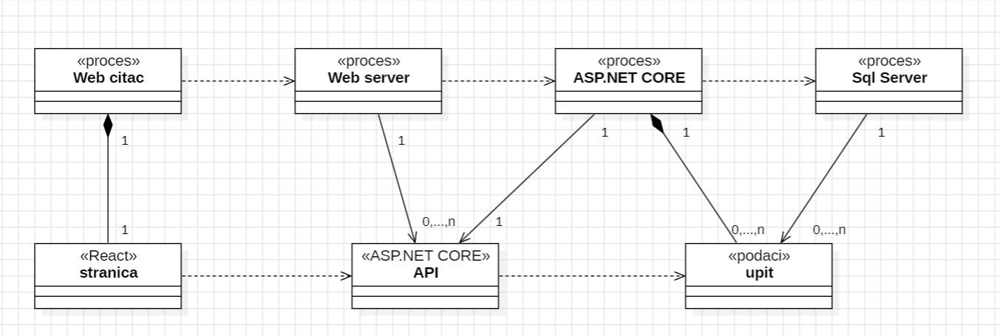 «proces»
Web citac
«proces»
Web server
«proces»
ASP.NET CORE
«proces»
Sql Server
1
1
1
1
1
1
0,...,n
1
0,...,n
0,...,n
«React»
stranica
«ASP.NET CORE»
API
«podaci»
upit